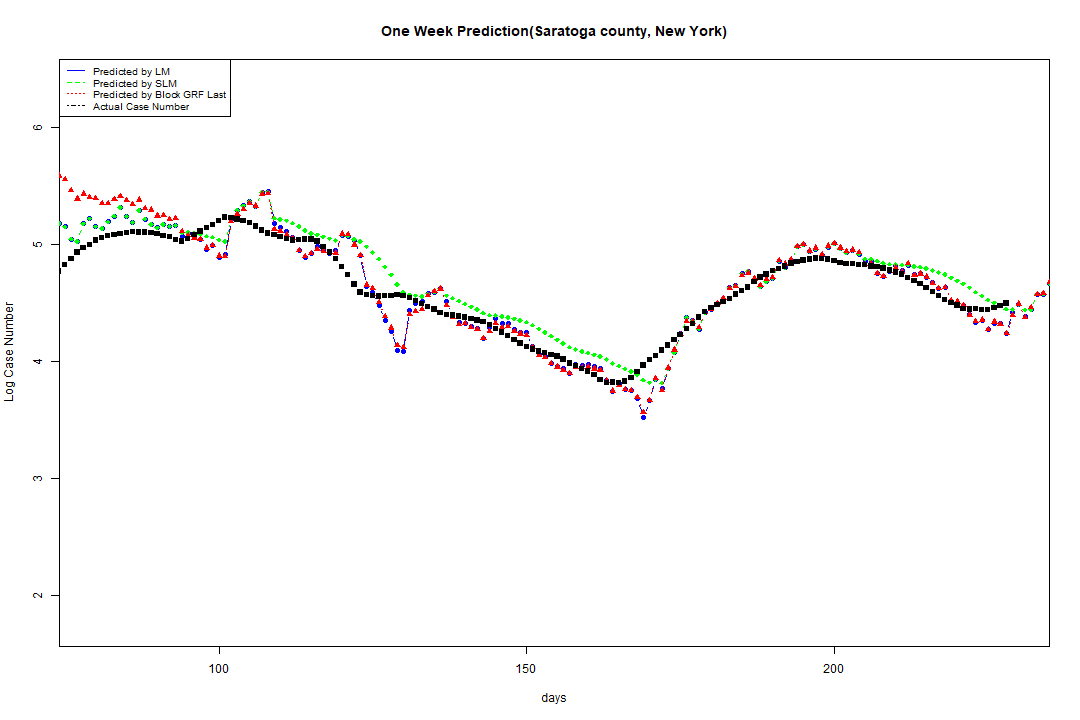 One Week Prediction(Saratoga county, New York)
Predicted by LM
Predicted by SLM
Predicted by Block GRF Last
Actual Case Number
6
5
4
3
2
Log Case Number
100 150 200
days